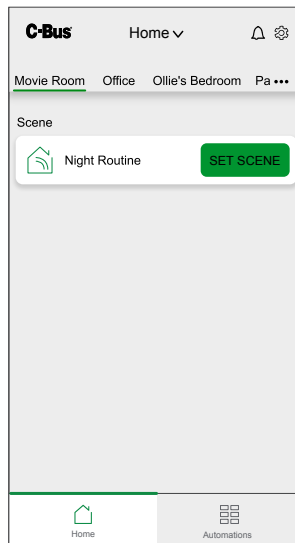 C-Bus Home
Movie Room Office Ollie's Bedroom Pa •••
Scene
Night Routine SET SCENE
Home Automations